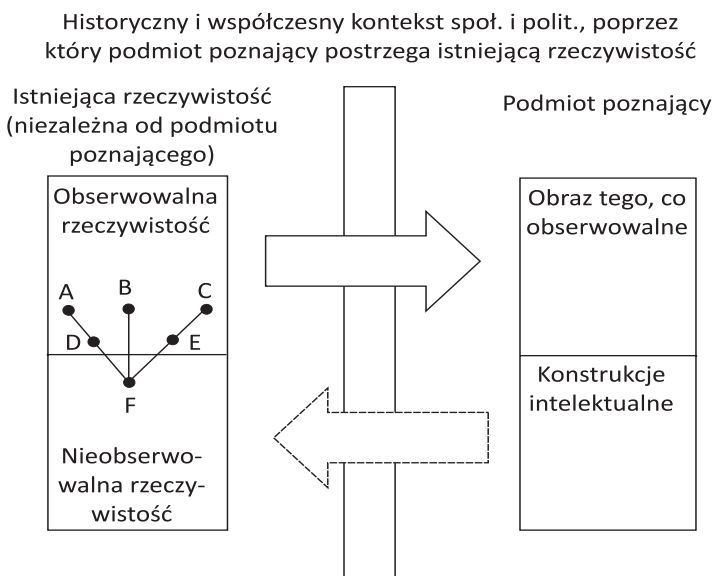 Historyczny i współczesny kontekst społ. i polit., poprzez
który podmiot poznający postrzega istniejącą rzeczywistość
Istniejąca rzeczywistość
(niezależna od podmiotu
poznającego)
Podmiot poznający
Obserwowalna
rzeczywistość
A
B
C
D
E
F
Nieobserwo-
walna rzeczy-
wistość
Obraz tego, co
obserwowalne
Konstrukcje
intelektualne